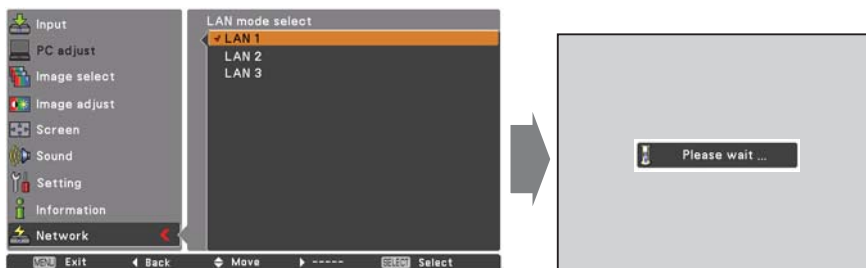 Input
PC adjust
Image select
Image adjust
Screen
Sound
Setting
Information
Network
LAN mode select
LAN 1
LAN 2
LAN 3
MENU Exit Back Move ----- SELECT Select
Please wait ...